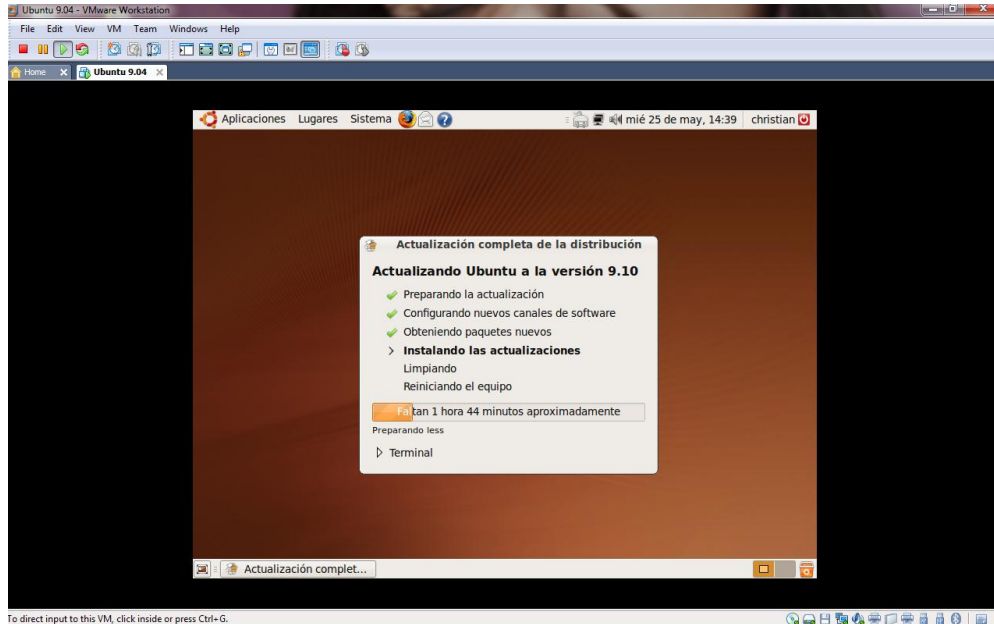 Ubuntu 9.04 - VMware Workstation
File Edit View VM Team Windows Help
Home Ubuntu 9.04
Aplicaciones Lugares Sistema mié 25 de may, 14:39 christian
Actualización completa de la distribución
Actualizando Ubuntu a la versión 9.10
Preparando la actualización
Configurando nuevos canales de software
Obteniendo paquetes nuevos
Instalando las actualizaciones
Limpiando
Reiniciando el equipo
Faltan 1 hora 44 minutos aproximadamente
Preparando less
Terminal
Actualización complet...
To direct input to this VM, click inside or press Ctrl+G.